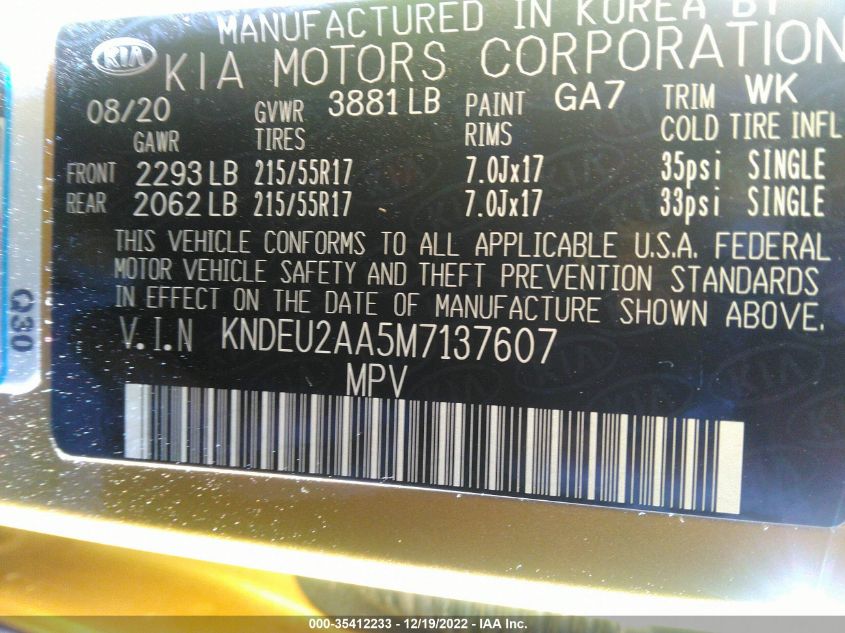 MANUFACTURED IN KOREA BY
KIA KIA MOTORS CORPORATION
08/20 GVWR 3881 LB PAINT GA7 TRIM WK
GAWR TIRES RIMS COLD TIRE INFL
FRONT 2293 LB 215/55R17 7.0Jx17 35psi SINGLE
REAR 2062 LB 215/55R17 7.0Jx17 33psi SINGLE
THIS VEHICLE CONFORMS TO ALL APPLICABLE U.S.A. FEDERAL
MOTOR VEHICLE SAFETY AND THEFT PREVENTION STANDARDS
IN EFFECT ON THE DATE OF MANUFACTURE SHOWN ABOVE.
V.I.N KNDEU2AA5M7137607
MPV
Q30
000-35412233 - 12/19/2022 - IAA Inc.